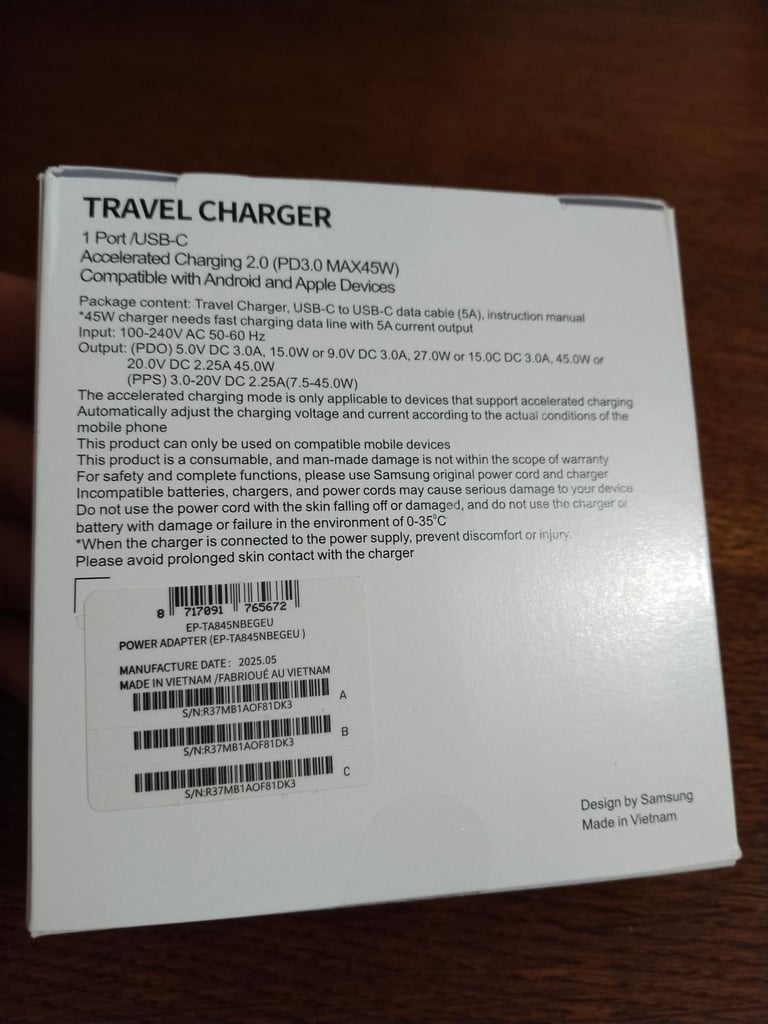 TRAVEL CHARGER
1 Port /USB-C
Accelerated Charging 2.0 (PD3.0 MAX45W)
Compatible with Android and Apple Devices
Package content: Travel Charger, USB-C to USB-C data cabie (5A), instruction manual
*45W charger needs fast charging data line with 5A current output
Input: 100-240V AC 50-60 Hz
Output: (PDO) 5.0V DC 3.0A, 15.0W or 9.0V DC 3.0A, 27.0W or 15.0C DC 3.0A, 45.0W or
20.0V DC 2.25A 45.0W
(PPS) 3.0-20V DC 2.25A(7.5-45.0W)
The accelerated charging mode is only applicable to devices that support accelerated charging
Automatically adjust the charging voltage and current according to the actual conditions of the
mobile phone
This product can only be used on compatible mobile devices
This product is a consumable, and man-made damage is not within the scope of warranty
For safety and complete functions, please use Samsung original power cord and charger
Incompatible batteries, chargers, and power cords may cause serious damage to your device
Do not use the power cord with the skin falling off or damaged, and do not use the charger or
battery with damage or failure in the environment of 0-35°C
*When the charger is connected to the power supply, prevent discomfort or injury.
Please avoid prolonged skin contact with the charger
8 717091 765672
EP-TA845NBEGEU
POWER ADAPTER (EP-TA845NBEGEU )
MANUFACTURE DATE: 2025.05
MADE IN VIETNAM /FABRIQUÉ AU VIETNAM
A
S/N:R37MB1AOF81DK3
B
S/N:R37MB1AOF81DK3
C
S/N:R37MB1AOF81DK3
Design by Samsung
Made in Vietnam